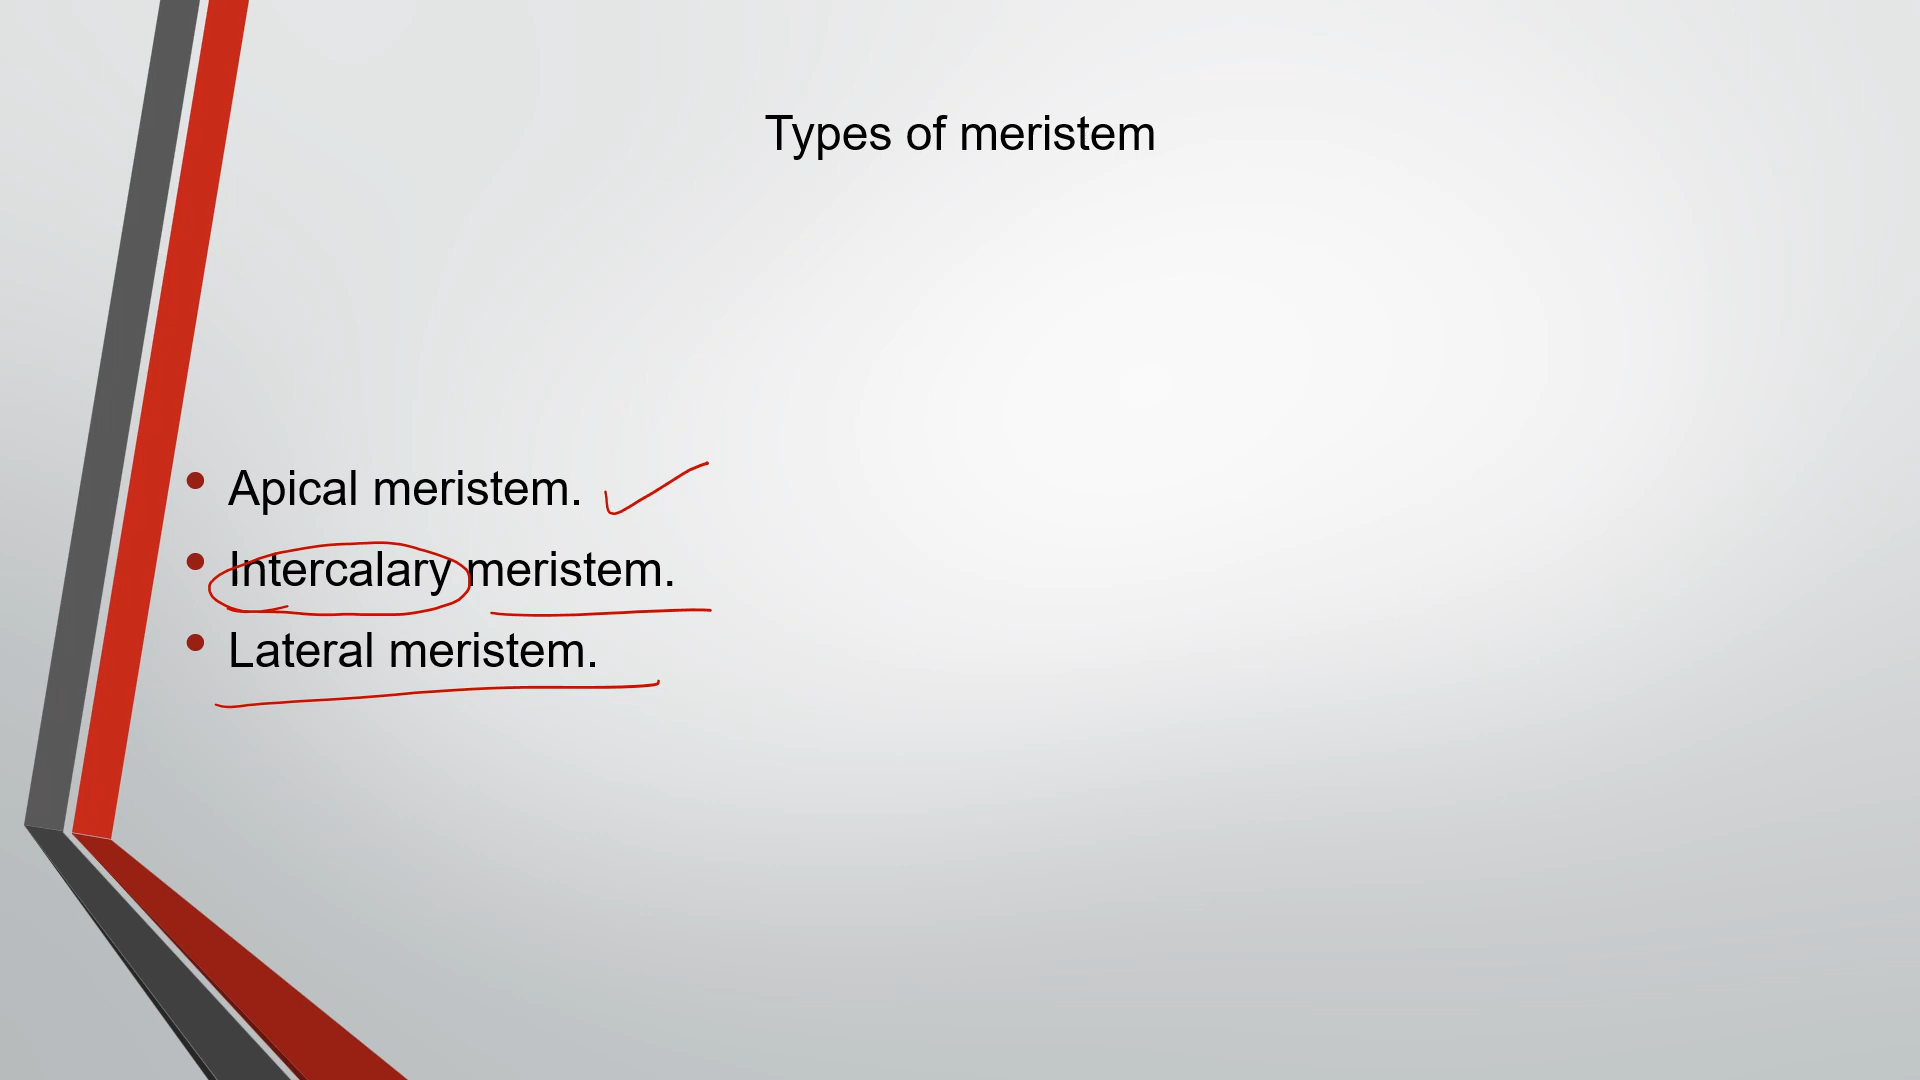 Types of meristem
• Apical meristem.
• Intercalary meristem.
• Lateral meristem.